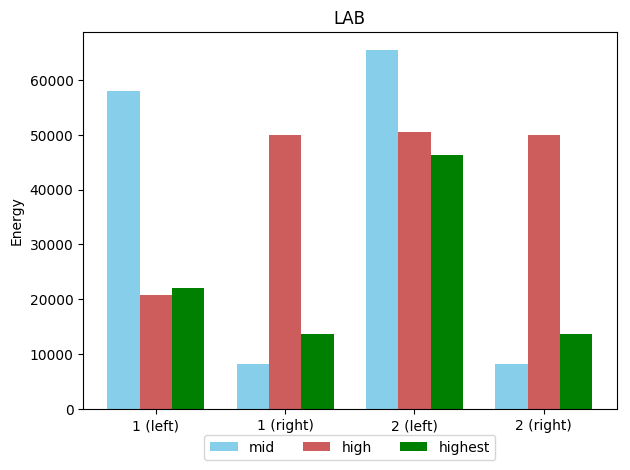 LAB
Energy
60000
50000
40000
30000
20000
10000
0
1 (left) 1 (right) 2 (left) 2 (right)
mid high highest